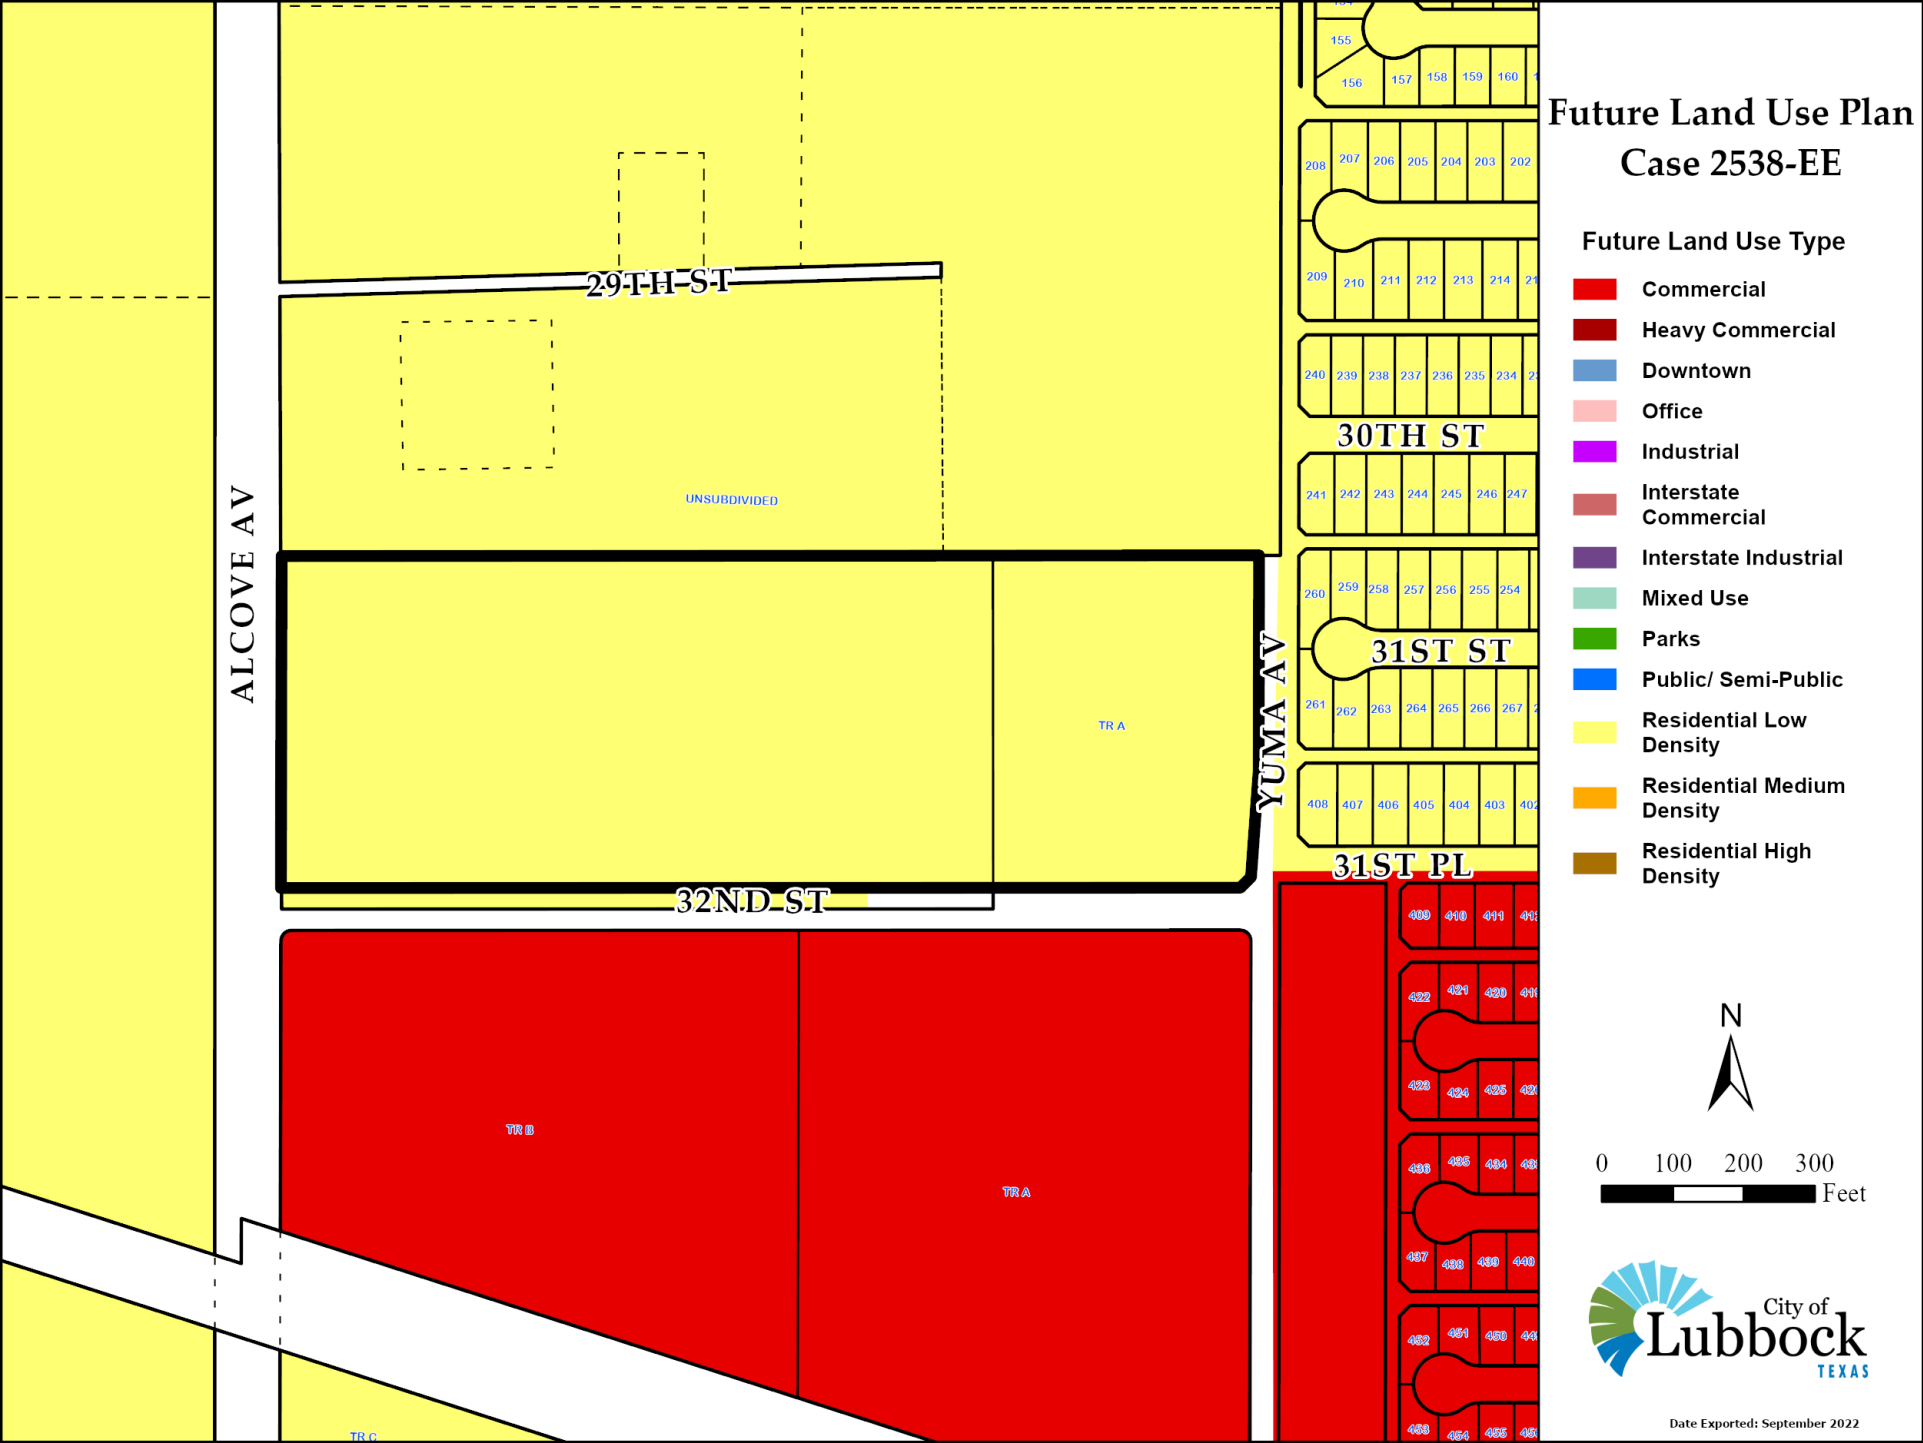 155
156
157
158
159
160
208
207
206
205
204
203
202
29TH ST
209
210
211
212
213
214
240
239
238
237
236
235
234
30TH ST
UNSUBDIVIDED
241
242
243
244
245
246
247
ALCOVE AV
260
259
258
257
256
255
254
31ST ST
YUMA AV
TR A
261
262
263
264
265
266
267
408
407
406
405
404
403
402
31ST PL
32ND ST
409
410
411
422
421
420
423
424
425
TR B
TR A
436
435
434
437
438
439
440
452
451
450
453
454
455
TR C
Future Land Use Plan
Case 2538-EE
Future Land Use Type
Commercial
Heavy Commercial
Downtown
Office
Industrial
Interstate
Commercial
Interstate Industrial
Mixed Use
Parks
Public/ Semi-Public
Residential Low
Density
Residential Medium
Density
Residential High
Density
N
0 100 200 300
Feet
City of
Lubbock
TEXAS
Date Exported: September 2022